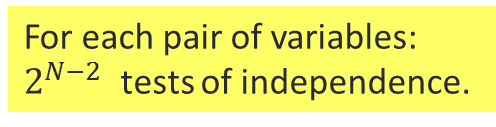 For each pair of variables:
$2^{N-2}$ tests of independence.